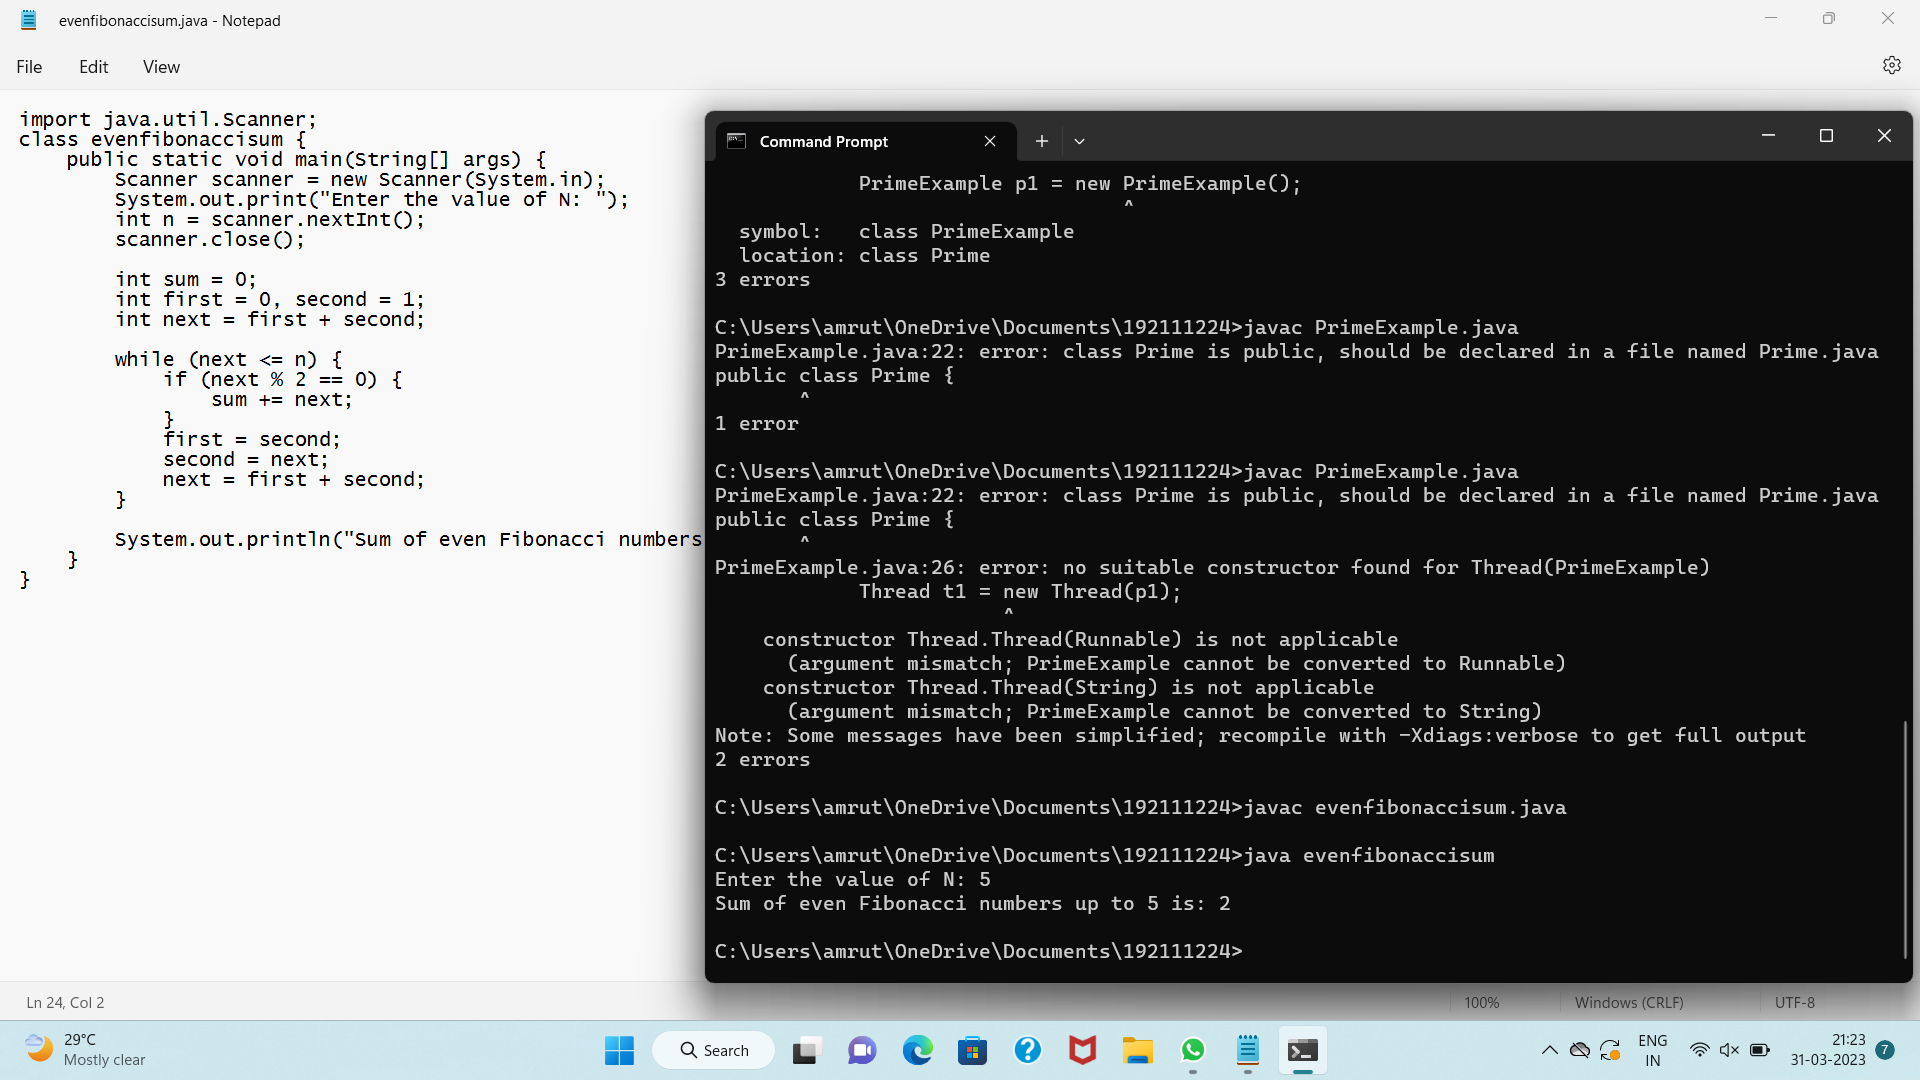 evenfibonaccisum.java - Notepad
File Edit View
import java.util.Scanner;
class evenfibonaccisum {
    public static void main(String[] args) {
        Scanner scanner = new Scanner(System.in);
        System.out.print("Enter the value of N: ");
        int n = scanner.nextInt();
        scanner.close();
        int sum = 0;
        int first = 0, second = 1;
        int next = first + second;
        while (next <= n) {
            if (next % 2 == 0) {
                sum += next;
            }
            first = second;
            second = next;
            next = first + second;
        }
        System.out.println("Sum of even Fibonacci numbers
    }
}
Ln 24, Col 2
100%
Windows (CRLF)
UTF-8
Command Prompt
            PrimeExample p1 = new PrimeExample();
                                  ^
  symbol:   class PrimeExample
  location: class Prime
3 errors
C:\Users\amrut\OneDrive\Documents\192111224>javac PrimeExample.java
PrimeExample.java:22: error: class Prime is public, should be declared in a file named Prime.java
public class Prime {
       ^
1 error
C:\Users\amrut\OneDrive\Documents\192111224>javac PrimeExample.java
PrimeExample.java:22: error: class Prime is public, should be declared in a file named Prime.java
public class Prime {
       ^
PrimeExample.java:26: error: no suitable constructor found for Thread(PrimeExample)
            Thread t1 = new Thread(p1);
                        ^
    constructor Thread.Thread(Runnable) is not applicable
      (argument mismatch; PrimeExample cannot be converted to Runnable)
    constructor Thread.Thread(String) is not applicable
      (argument mismatch; PrimeExample cannot be converted to String)
Note: Some messages have been simplified; recompile with -Xdiags:verbose to get full output
2 errors
C:\Users\amrut\OneDrive\Documents\192111224>javac evenfibonaccisum.java
C:\Users\amrut\OneDrive\Documents\192111224>java evenfibonaccisum
Enter the value of N: 5
Sum of even Fibonacci numbers up to 5 is: 2
C:\Users\amrut\OneDrive\Documents\192111224>
29°C
Mostly clear
Search
ENG
IN
21:23
31-03-2023
7